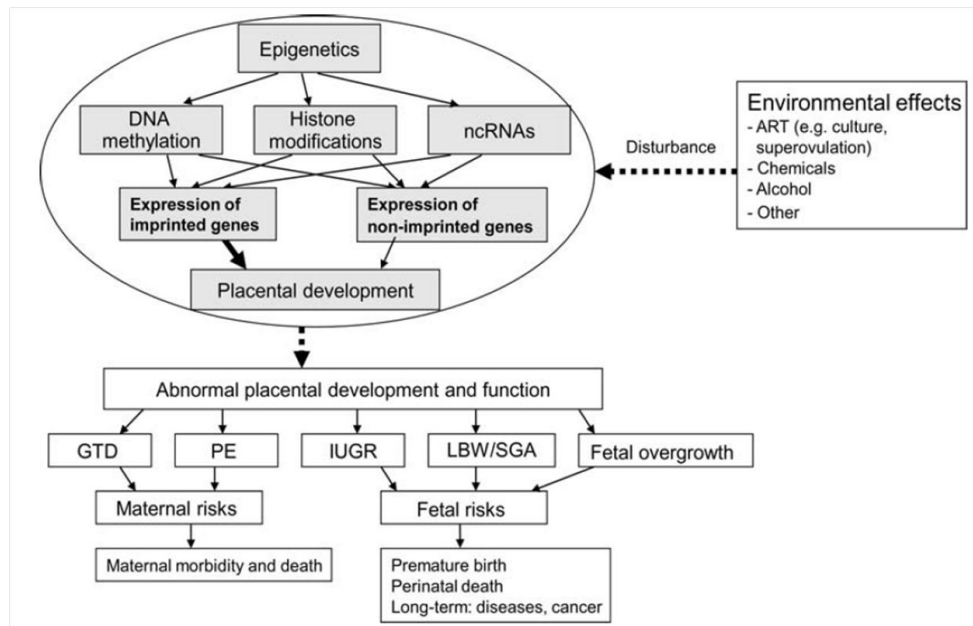 Epigenetics
DNA
methylation
Histone
modifications
ncRNAs
Expression of
imprinted genes
Expression of
non-imprinted genes
Placental development
Disturbance
Environmental effects
- ART (e.g. culture,
superovulation)
- Chemicals
- Alcohol
- Other
Abnormal placental development and function
GTD
PE
IUGR
LBW/SGA
Fetal overgrowth
Maternal risks
Fetal risks
Maternal morbidity and death
Premature birth
Perinatal death
Long-term: diseases, cancer